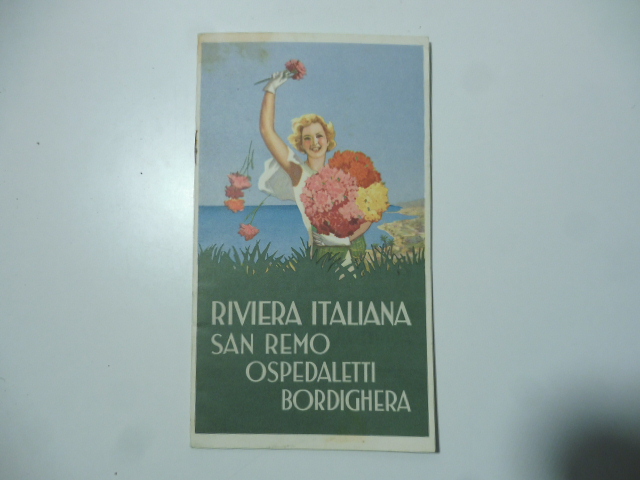 RIVIERA ITALIANA
SAN REMO
OSPEDALETTI
BORDIGHERA